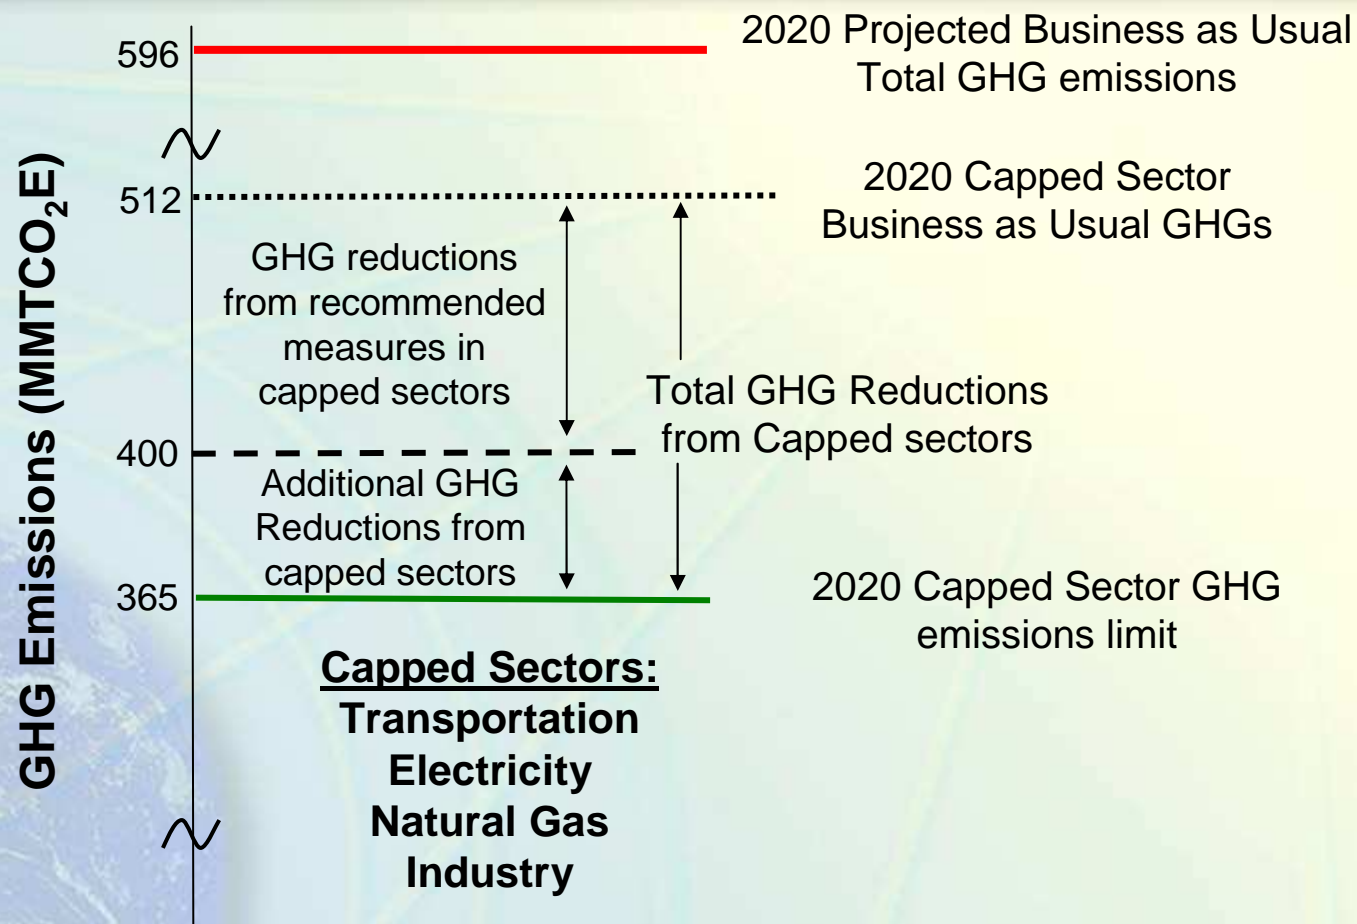 596
2020 Projected Business as Usual
Total GHG emissions
GHG Emissions (MMTCO₂E)
512
2020 Capped Sector
Business as Usual GHGs
GHG reductions
from recommended
measures in
capped sectors
Total GHG Reductions
from Capped sectors
400
Additional GHG
Reductions from
capped sectors
365
2020 Capped Sector GHG
emissions limit
Capped Sectors:
Transportation
Electricity
Natural Gas
Industry